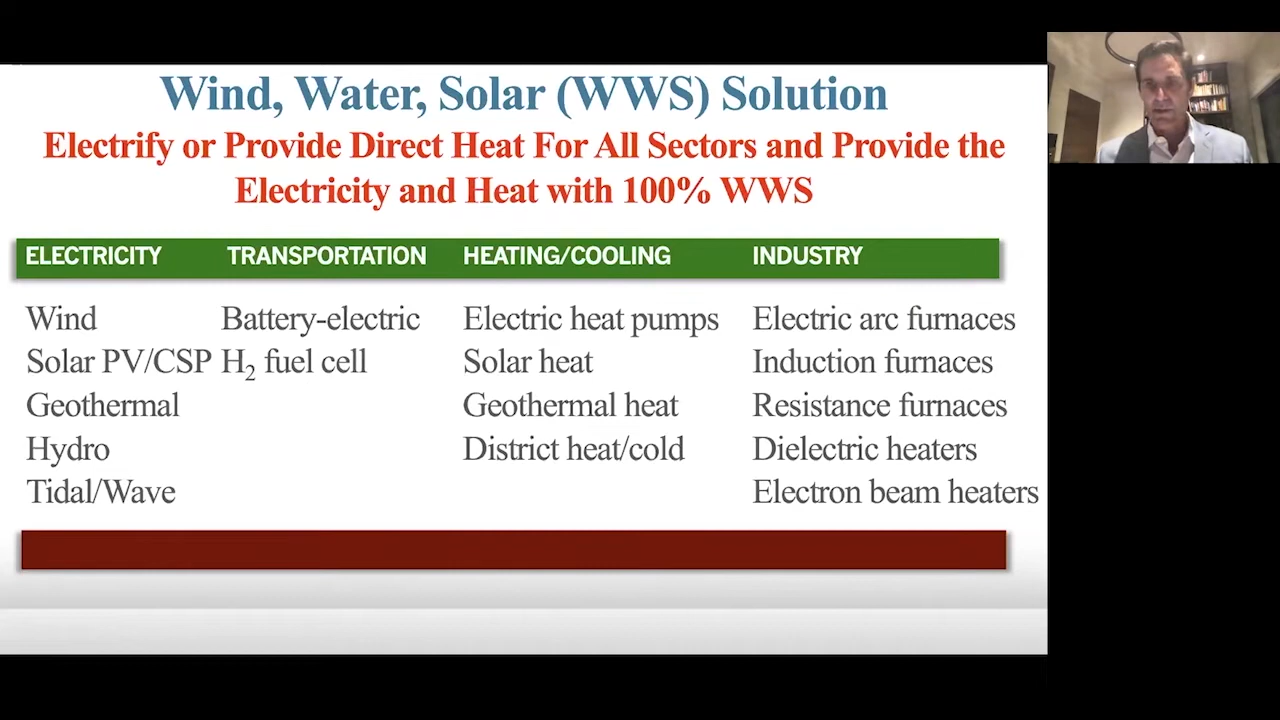 Wind, Water, Solar (WWS) Solution
Electrify or Provide Direct Heat For All Sectors and Provide the
Electricity and Heat with 100% WWS
ELECTRICITY TRANSPORTATION HEATING/COOLING INDUSTRY
Wind Battery-electric Electric heat pumps Electric arc furnaces
Solar PV/CSP H₂ fuel cell Solar heat Induction furnaces
Geothermal Geothermal heat Resistance furnaces
Hydro District heat/cold Dielectric heaters
Tidal/Wave Electron beam heaters